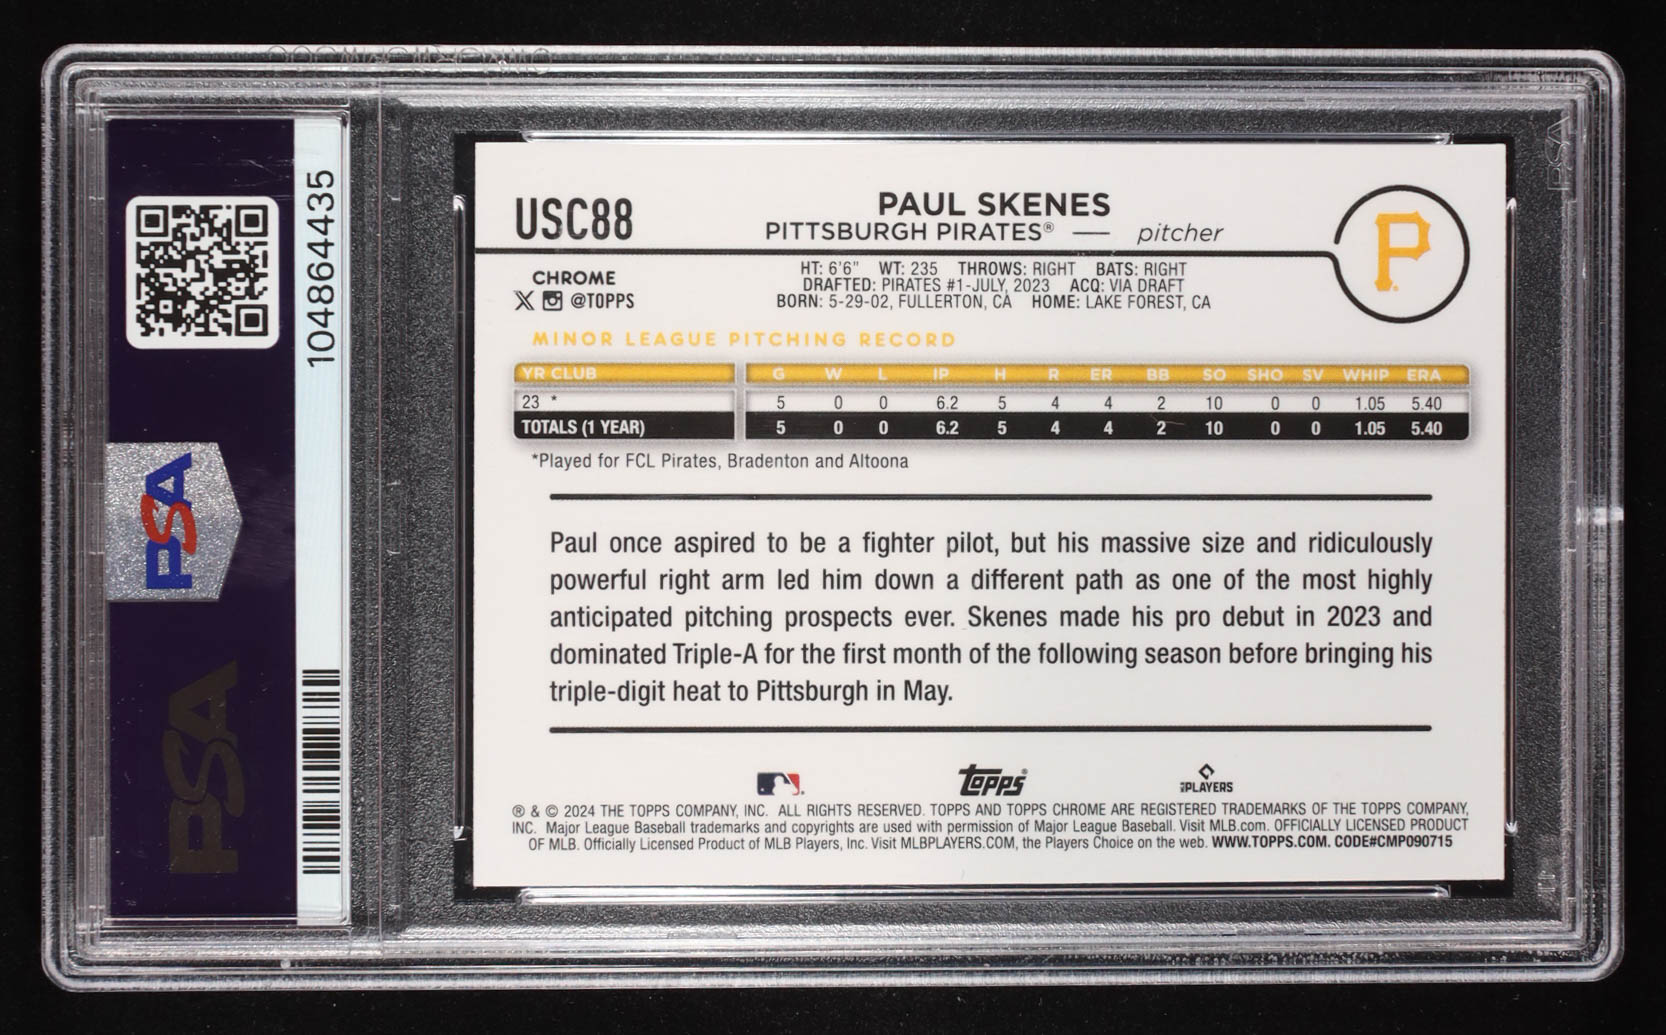 104864435
PSA
PSA
PSA
USC88
PAUL SKENES
PITTSBURGH PIRATES® — pitcher
P
CHROME
@TOPPS
HT: 6'6" WT: 235 THROWS: RIGHT BATS: RIGHT
DRAFTED: PIRATES #1-JULY, 2023 ACQ: VIA DRAFT
BORN: 5-29-02, FULLERTON, CA HOME: LAKE FOREST, CA
MINOR LEAGUE PITCHING RECORD
YR CLUB G W L IP H R ER BB SO SHO SV WHIP ERA
23 * 5 0 0 6.2 5 4 4 2 10 0 0 1.05 5.40
TOTALS (1 YEAR) 5 0 0 6.2 5 4 4 2 10 0 0 1.05 5.40
*Played for FCL Pirates, Bradenton and Altoona
Paul once aspired to be a fighter pilot, but his massive size and ridiculously
powerful right arm led him down a different path as one of the most highly
anticipated pitching prospects ever. Skenes made his pro debut in 2023 and
dominated Triple-A for the first month of the following season before bringing his
triple-digit heat to Pittsburgh in May.
Topps®
PLAYERS
® & © 2024 THE TOPPS COMPANY, INC. ALL RIGHTS RESERVED. TOPPS AND TOPPS CHROME ARE REGISTERED TRADEMARKS OF THE TOPPS COMPANY,
INC. Major League Baseball trademarks and copyrights are used with permission of Major League Baseball. Visit MLB.com. OFFICIALLY LICENSED PRODUCT
OF MLB. Officially Licensed Product of MLB Players, Inc. Visit MLBPLAYERS.COM, the Players Choice on the web. WWW.TOPPS.COM. CODE#CMP090715